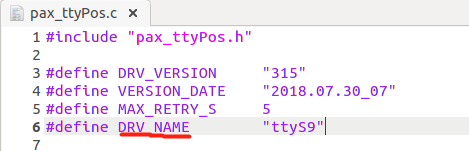 pax_ttyPos.c
1 #include "pax_ttyPos.h"
2
3 #define DRV_VERSION "315"
4 #define VERSION_DATE "2018.07.30_07"
5 #define MAX_RETRY_S 5
6 #define DRV_NAME "ttyS9"
7